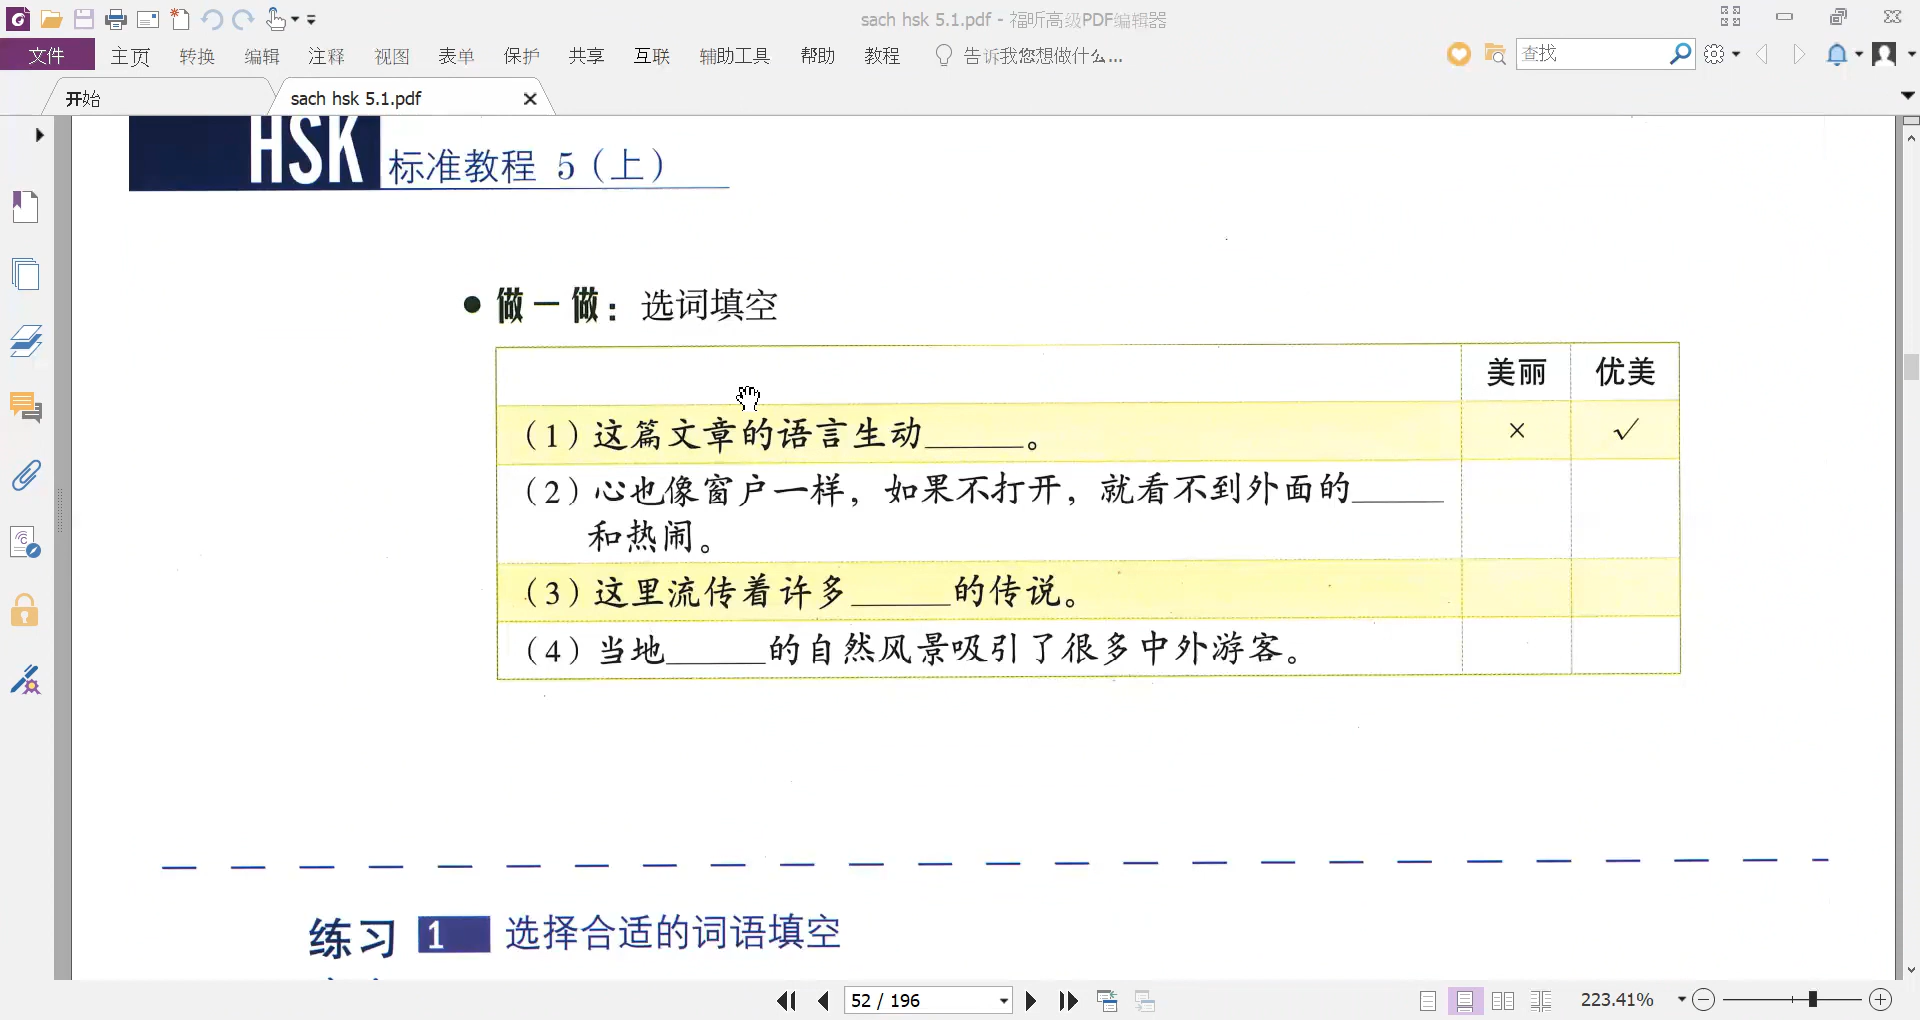 sach hsk 5.1.pdf - 福昕高级PDF编辑器
文件 主页 转换 编辑 注释 视图 表单 保护 共享 互联 辅助工具 帮助 教程 告诉我您想做什么... 查找
开始 sach hsk 5.1.pdf
HSK 标准教程 5（上）
做一做：选词填空
美丽 优美
（1）这篇文章的语言生动______。 × √
（2）心也像窗户一样，如果不打开，就看不到外面的______
和热闹。
（3）这里流传着许多______的传说。
（4）当地______的自然风景吸引了很多中外游客。
练习 1 选择合适的词语填空
52 / 196 223.41%